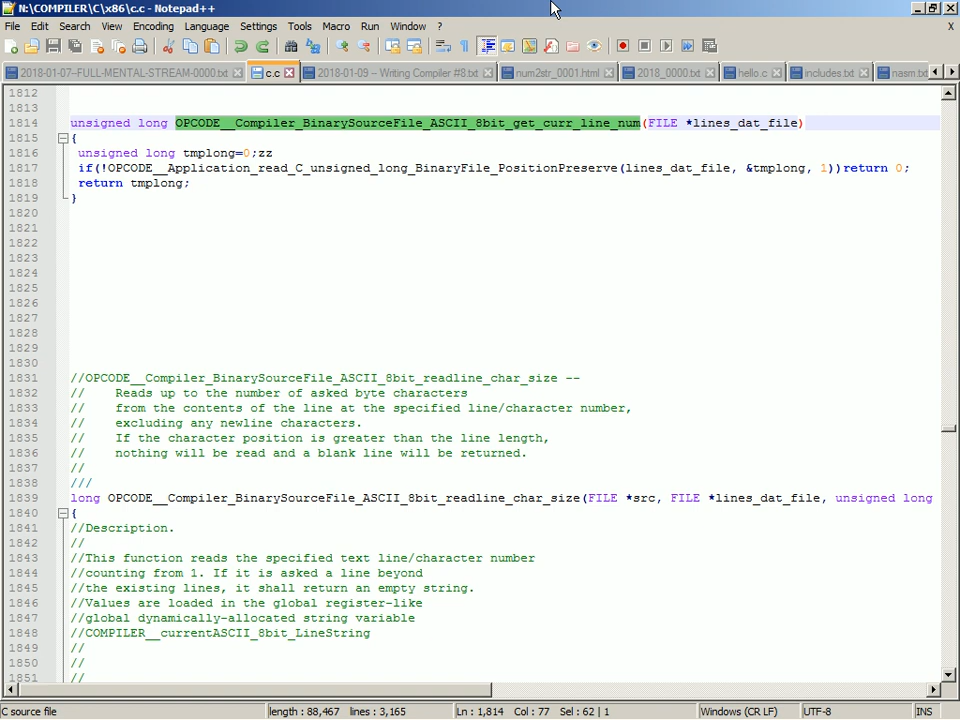 N:\COMPILER\C\x86\c.c - Notepad++
File Edit Search View Encoding Language Settings Tools Macro Run Window ? X
2018-01-07-FULL-MENTAL-STREAM-0000.txt c.c 2018-01-09 – Writing Compiler #8.txt num2str_0001.html 2018_0000.txt hello.c includes.txt nasm.txt
1812
1813
1814 unsigned long OPCODE__Compiler_BinarySourceFile_ASCII_8bit_get_curr_line_num(FILE *lines_dat_file)
1815 {
1816 unsigned long tmplong=0;zz
1817 if(!OPCODE__Application_read_C_unsigned_long_BinaryFile_PositionPreserve(lines_dat_file, &tmplong, 1))return 0;
1818 return tmplong;
1819 }
1820
1821
1822
1823
1824
1825
1826
1827
1828
1829
1830
1831 //OPCODE__Compiler_BinarySourceFile_ASCII_8bit_readline_char_size --
1832 // Reads up to the number of asked byte characters
1833 // from the contents of the line at the specified line/character number,
1834 // excluding any newline characters.
1835 // If the character position is greater than the line length,
1836 // nothing will be read and a blank line will be returned.
1837 //
1838 ///
1839 long OPCODE__Compiler_BinarySourceFile_ASCII_8bit_readline_char_size(FILE *src, FILE *lines_dat_file, unsigned long
1840 {
1841 //Description.
1842 //
1843 //This function reads the specified text line/character number
1844 //counting from 1. If it is asked a line beyond
1845 //the existing lines, it shall return an empty string.
1846 //Values are loaded in the global register-like
1847 //global dynamically-allocated string variable
1848 //COMPILER__currentASCII_8bit_LineString
1849 //
1850 //
1851 //
C source file length : 88,467 lines : 3,165 Ln : 1,814 Col : 77 Sel : 62 | 1 Windows (CR LF) UTF-8 INS